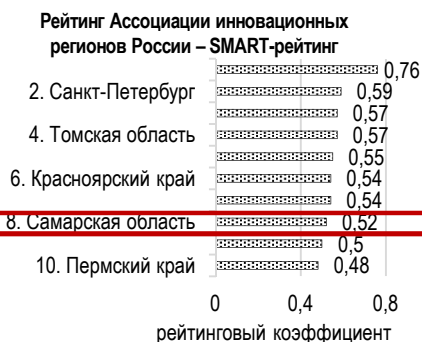 Рейтинг Ассоциации инновационных
регионов России – SMART-рейтинг
0,76
2. Санкт-Петербург 0,59
0,57
4. Томская область 0,57
0,55
6. Красноярский край 0,54
0,54
8. Самарская область 0,52
0,5
10. Пермский край 0,48
0 0,4 0,8
рейтинговый коэффициент